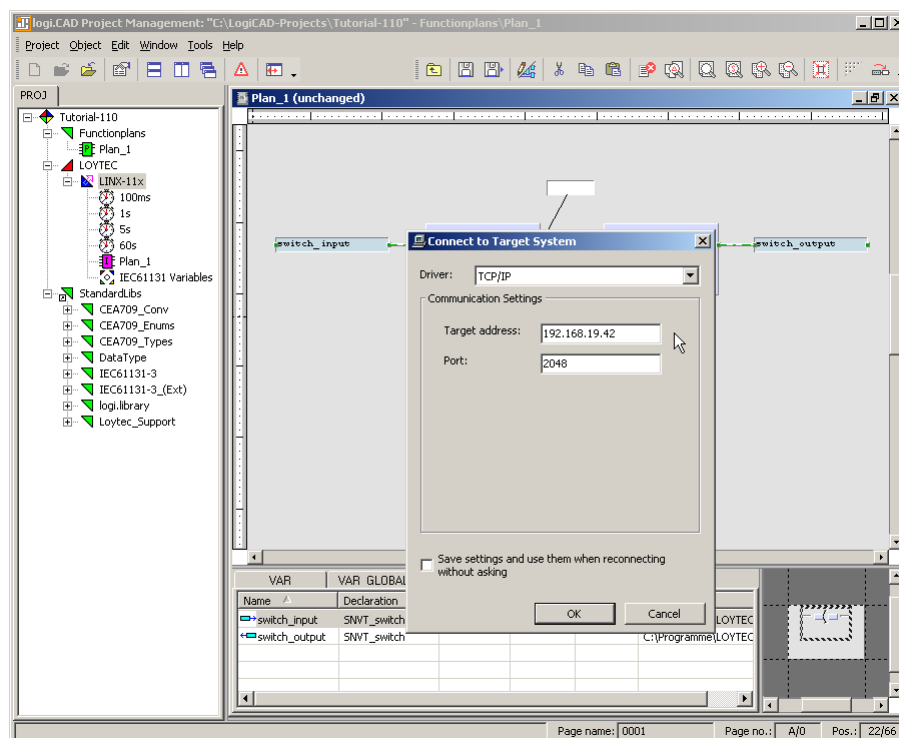 logi.CAD Project Management: "C:\LogiCAD-Projects\Tutorial-110" - Functionplans\Plan_1
Project Object Edit Window Tools Help
PROJ
Tutorial-110
Functionplans
Plan_1
LOYTEC
LINX-11x
100ms
1s
5s
60s
Plan_1
IEC61131 Variables
StandardLibs
CEA709_Conv
CEA709_Enums
CEA709_Types
DataType
IEC61131-3
IEC61131-3_(Ext)
logi.library
Loytec_Support
Plan_1 (unchanged)
switch_input
switch_output
Connect to Target System
Driver: TCP/IP
Communication Settings
Target address: 192.168.19.42
Port: 2048
Save settings and use them when reconnecting
without asking
OK Cancel
VAR VAR GLOBAL
Name Declaration
switch_input SNVT_switch LOYTEC
switch_output SNVT_switch C:\Programme\LOYTEC
Page name: 0001 Page no.: A/0 Pos.: 22/66